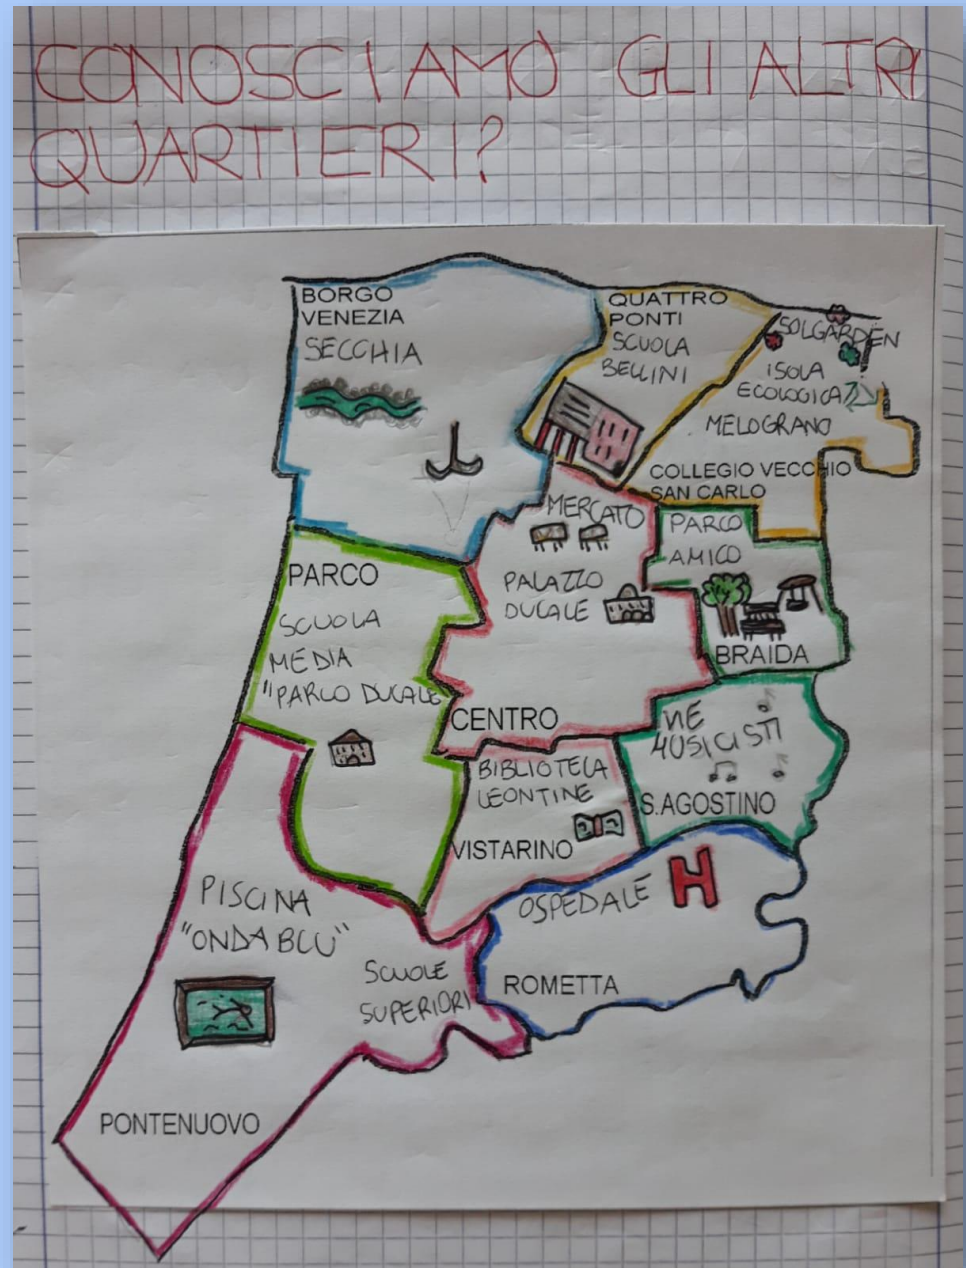 CONOSCIAMO GLI ALTRI
QUARTIERI?
BORGO
VENEZIA
SECCHIA
QUATTRO
PONTI
SCUOLA
BELLINI
SOLGARDEN
ISOLA
ECOLOGICA
MELOGRANO
COLLEGIO VECCHIO
SAN CARLO
MERCATO
PALAZZO
DUCALE
CENTRO
PARCO
AMICO
BRAIDA
PARCO
SCUOLA
MEDIA
"PARCO DUCALE
VIE
MUSICISTI
S.AGOSTINO
BIBLIOTECA
LEONTINE
VISTARINO
OSPEDALE H
ROMETTA
PISCINA
"ONDA BLU"
SCUOLE
SUPERIORI
PONTENUOVO